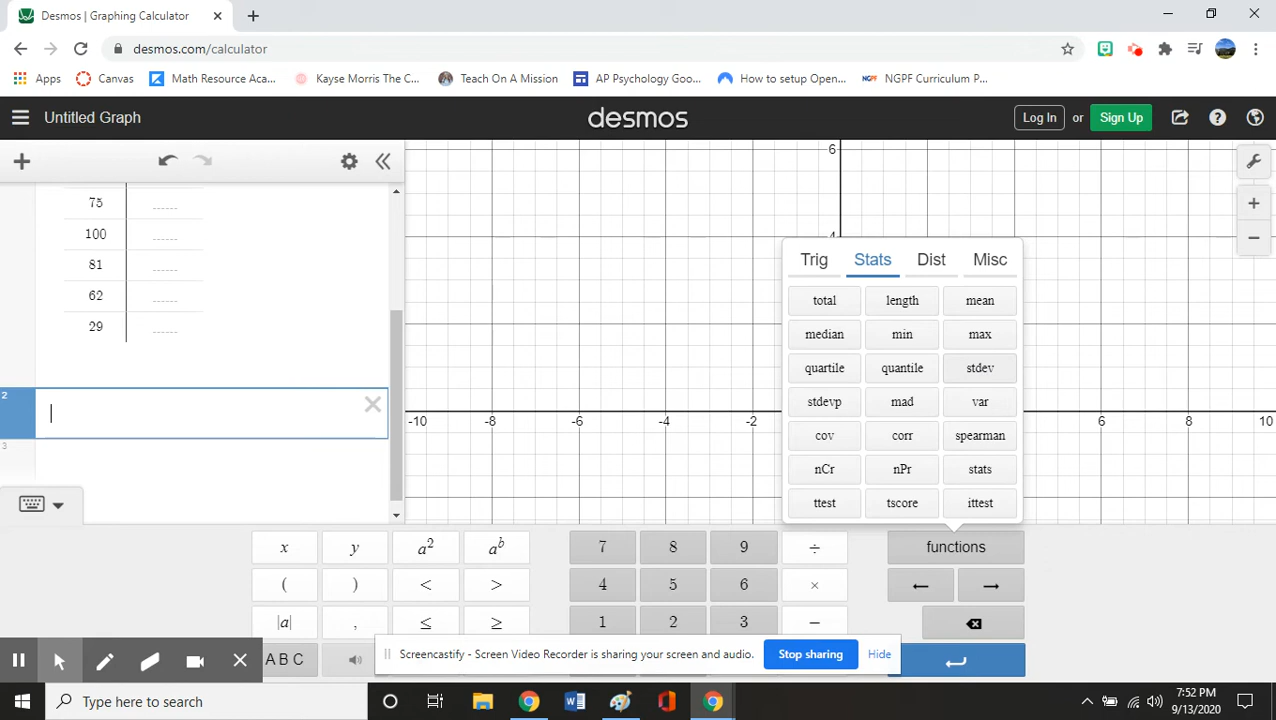 Desmos | Graphing Calculator
desmos.com/calculator
Apps Canvas Math Resource Aca... Kayse Morris The C... Teach On A Mission AP Psychology Goo... How to setup Open... NGPF NGPF Curriculum P...
Untitled Graph desmos Log In or Sign Up
75
100
81
62
29
2
3
6
4
-10 -8 -6 -4 -2 6 8 10
Trig Stats Dist Misc
total length mean
median min max
quartile quantile stdev
stdevp mad var
cov corr spearman
nCr nPr stats
ttest tscore ittest
x y a² aᵇ 7 8 9 ÷ functions
( ) < > 4 5 6 × ← →
|a| , ≤ ≥ 1 2 3 −
A B C
Screencastify - Screen Video Recorder is sharing your screen and audio. Stop sharing Hide
Type here to search
7:52 PM
9/13/2020